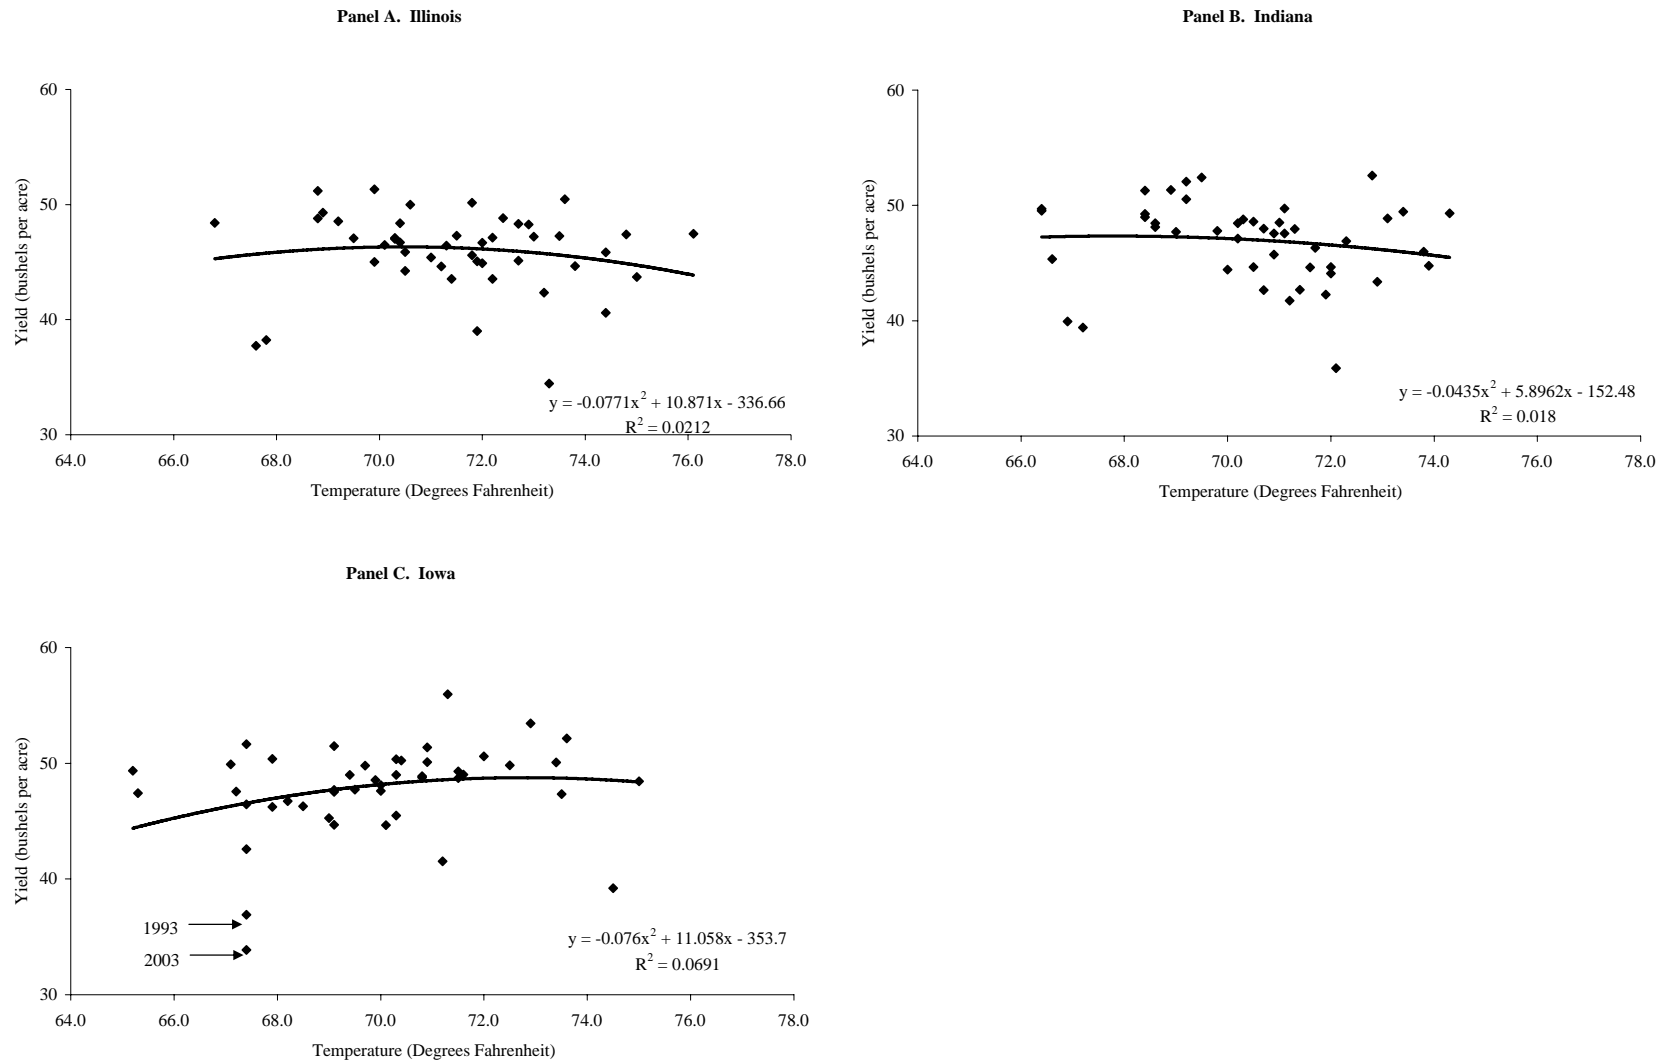 Panel A.  Illinois
60
50
40
30
Yield (bushels per acre)
y = -0.0771x² + 10.871x - 336.66
R² = 0.0212
64.0 66.0 68.0 70.0 72.0 74.0 76.0 78.0
Temperature (Degrees Fahrenheit)
Panel B.  Indiana
60
50
40
30
Yield (bushels per acre)
y = -0.0435x² + 5.8962x - 152.48
R² = 0.018
64.0 66.0 68.0 70.0 72.0 74.0 76.0 78.0
Temperature (Degrees Fahrenheit)
Panel C.  Iowa
60
50
40
30
Yield (bushels per acre)
1993
2003
y = -0.076x² + 11.058x - 353.7
R² = 0.0691
64.0 66.0 68.0 70.0 72.0 74.0 76.0 78.0
Temperature (Degrees Fahrenheit)